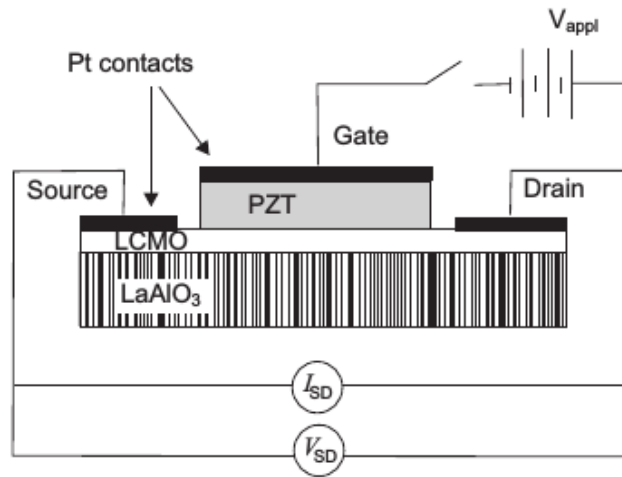 V_appl
Pt contacts
Gate
Source
Drain
PZT
LCMO
LaAlO₃
I_SD
V_SD